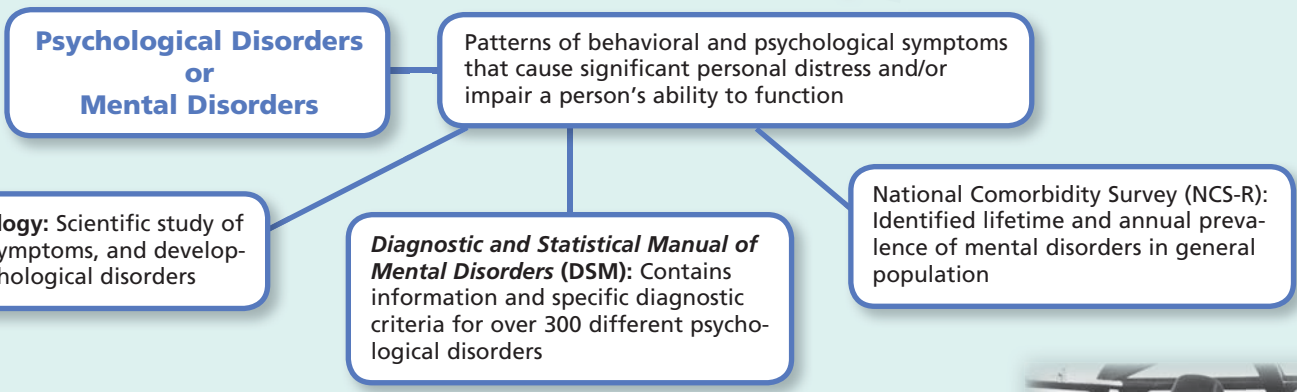 Psychological Disorders
or
Mental Disorders
Patterns of behavioral and psychological symptoms
that cause significant personal distress and/or
impair a person's ability to function
logy: Scientific study of
ymptoms, and develop-
hological disorders
Diagnostic and Statistical Manual of
Mental Disorders (DSM): Contains
information and specific diagnostic
criteria for over 300 different psycho-
logical disorders
National Comorbidity Survey (NCS-R):
Identified lifetime and annual preva-
lence of mental disorders in general
population